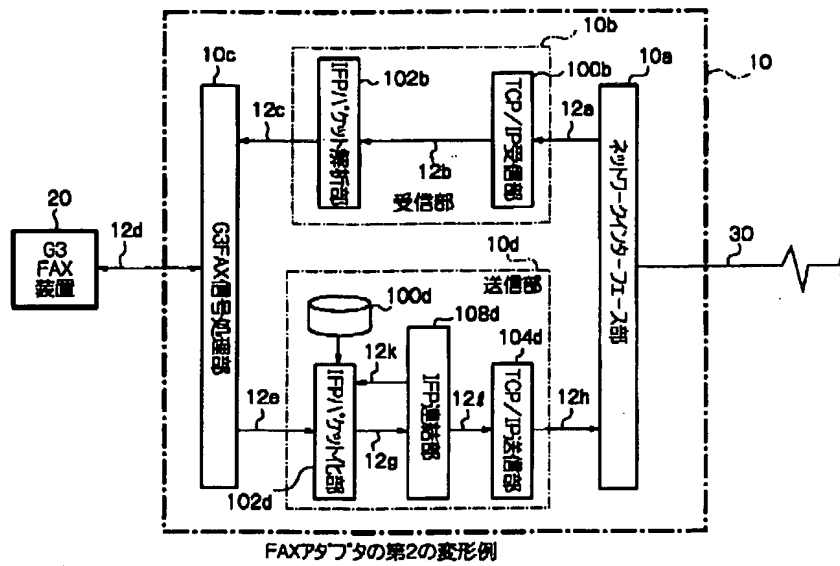 10b
10
10c
10a
IFPパケット解析部
102b
TCP/IP受信部
100b
12c
12b
12a
受信部
ネットワークインターフェース部
20
12d
30
G3
FAX
装置
G3FAX信号処理部
10d
送信部
100d
108d
104d
12k
IFPパケット化部
IFP連結部
TCP/IP送信部
12e
12g
12ℓ
12h
102d
FAXアダプタの第2の変形例